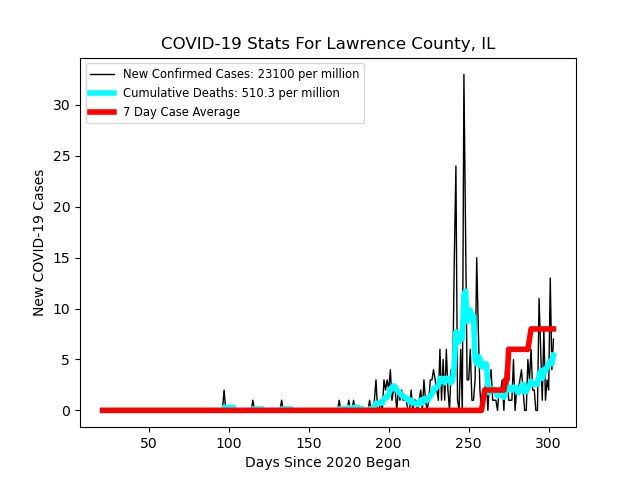 COVID-19 Stats For Lawrence County, IL
New Confirmed Cases: 23100 per million
Cumulative Deaths: 510.3 per million
7 Day Case Average
New COVID-19 Cases
30
25
20
15
10
5
0
50 100 150 200 250 300
Days Since 2020 Began